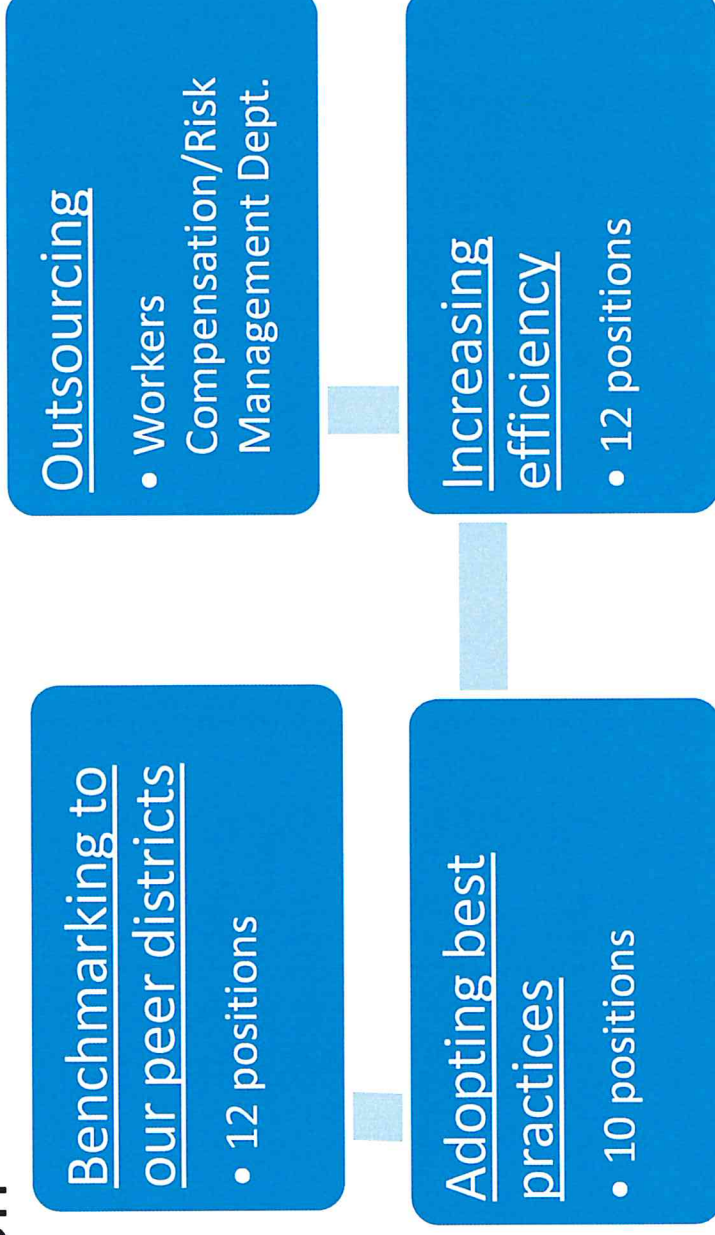 Benchmarking to
our peer districts
• 12 positions
Adopting best
practices
• 10 positions
Increasing
efficiency
• 12 positions
Outsourcing
• Workers
Compensation/Risk
Management Dept.